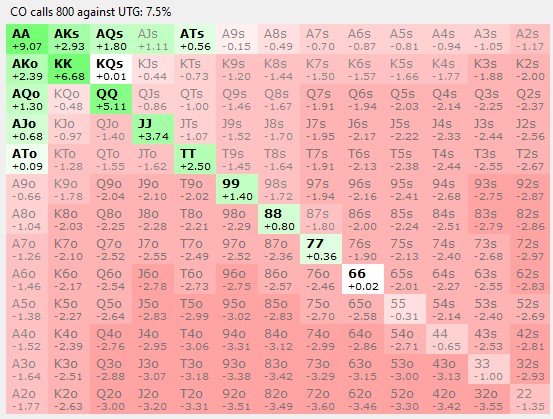 CO calls 800 against UTG: 7.5%
AA AKs AQs AJs ATs A9s A8s A7s A6s A5s A4s A3s A2s
+9.07 +2.93 +1.80 +1.11 +0.56 -0.15 -0.49 -0.70 -0.87 -0.81 -0.94 -1.05 -1.17
AKo KK KQs KJs KTs K9s K8s K7s K6s K5s K4s K3s K2s
+2.39 +6.68 +0.01 -0.44 -0.73 -1.20 -1.44 -1.50 -1.57 -1.66 -1.77 -1.88 -2.00
AQo KQo QQ QJs QTs Q9s Q8s Q7s Q6s Q5s Q4s Q3s Q2s
+1.30 -0.48 +5.11 -0.86 -1.00 -1.46 -1.67 -1.91 -1.94 -2.03 -2.14 -2.25 -2.37
AJo KJo QJo JJ JTs J9s J8s J7s J6s J5s J4s J3s J2s
+0.68 -0.97 -1.40 +3.74 -1.07 -1.52 -1.70 -1.95 -2.17 -2.22 -2.33 -2.44 -2.56
ATo KTo QTo JTo TT T9s T8s T7s T6s T5s T4s T3s T2s
+0.09 -1.28 -1.55 -1.62 +2.50 -1.45 -1.64 -1.91 -2.13 -2.38 -2.44 -2.55 -2.67
A9o K9o Q9o J9o T9o 99 98s 97s 96s 95s 94s 93s 92s
-0.66 -1.78 -2.04 -2.10 -2.02 +1.40 -1.72 -1.94 -2.16 -2.41 -2.68 -2.75 -2.87
A8o K8o Q8o J8o T8o 98o 88 87s 86s 85s 84s 83s 82s
-1.04 -2.03 -2.25 -2.28 -2.21 -2.29 +0.80 -1.80 -2.00 -2.24 -2.51 -2.79 -2.86
A7o K7o Q7o J7o T7o 97o 87o 77 76s 75s 74s 73s 72s
-1.26 -2.10 -2.52 -2.55 -2.49 -2.52 -2.36 +0.36 -1.90 -2.13 -2.40 -2.68 -2.97
A6o K6o Q6o J6o T6o 96o 86o 76o 66 65s 64s 63s 62s
-1.46 -2.17 -2.54 -2.78 -2.73 -2.75 -2.57 -2.46 +0.02 -2.01 -2.27 -2.55 -2.83
A5o K5o Q5o J5o T5o 95o 85o 75o 65o 55 54s 53s 52s
-1.38 -2.27 -2.64 -2.83 -2.99 -3.02 -2.83 -2.70 -2.58 -0.31 -2.14 -2.40 -2.69
A4o K4o Q4o J4o T4o 94o 84o 74o 64o 54o 44 43s 42s
-1.52 -2.39 -2.76 -2.95 -3.06 -3.31 -3.12 -2.99 -2.86 -2.71 -0.65 -2.53 -2.81
A3o K3o Q3o J3o T3o 93o 83o 73o 63o 53o 43o 33 32s
-1.64 -2.51 -2.88 -3.07 -3.18 -3.38 -3.42 -3.29 -3.15 -3.00 -3.13 -1.00 -2.93
A2o K2o Q2o J2o T2o 92o 82o 72o 62o 52o 42o 32o 22
-1.77 -2.63 -3.00 -3.20 -3.31 -3.51 -3.49 -3.60 -3.46 -3.30 -3.42 -3.55 -1.35